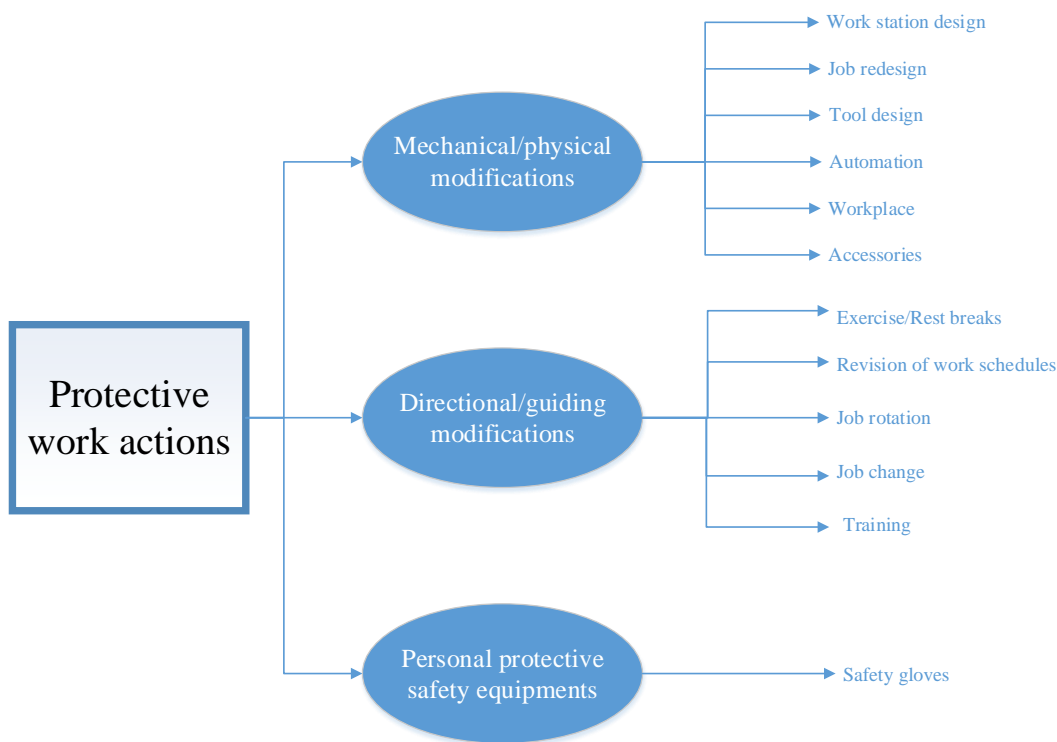 Protective
work actions
Mechanical/physical
modifications
Work station design
Job redesign
Tool design
Automation
Workplace
Accessories
Directional/guiding
modifications
Exercise/Rest breaks
Revision of work schedules
Job rotation
Job change
Training
Personal protective
safety equipments
Safety gloves